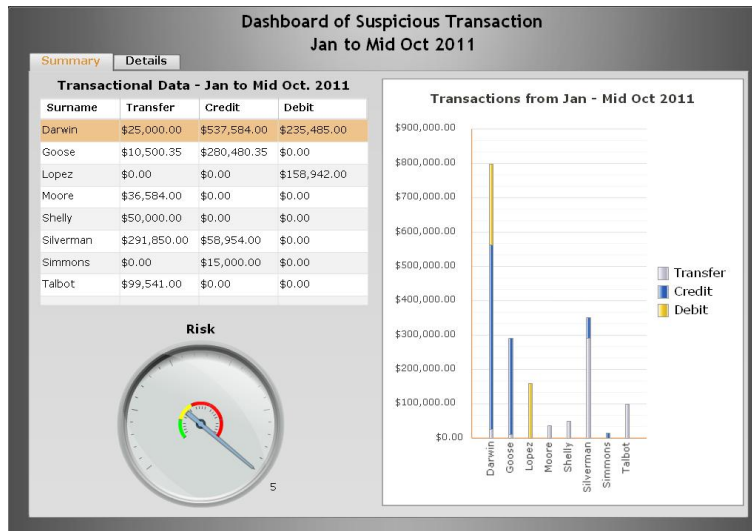 Dashboard of Suspicious Transaction
Jan to Mid Oct 2011
Summary Details
Transactional Data - Jan to Mid Oct. 2011
Surname Transfer Credit Debit
Darwin $25,000.00 $537,584.00 $235,485.00
Goose $10,500.35 $280,480.35 $0.00
Lopez $0.00 $0.00 $158,942.00
Moore $36,584.00 $0.00 $0.00
Shelly $50,000.00 $0.00 $0.00
Silverman $291,850.00 $58,954.00 $0.00
Simmons $0.00 $15,000.00 $0.00
Talbot $99,541.00 $0.00 $0.00
Risk
5
Transactions from Jan - Mid Oct 2011
$900,000.00
$800,000.00
$700,000.00
$600,000.00
$500,000.00
$400,000.00
$300,000.00
$200,000.00
$100,000.00
$0.00
Darwin
Goose
Lopez
Moore
Shelly
Silverman
Simmons
Talbot
Transfer
Credit
Debit